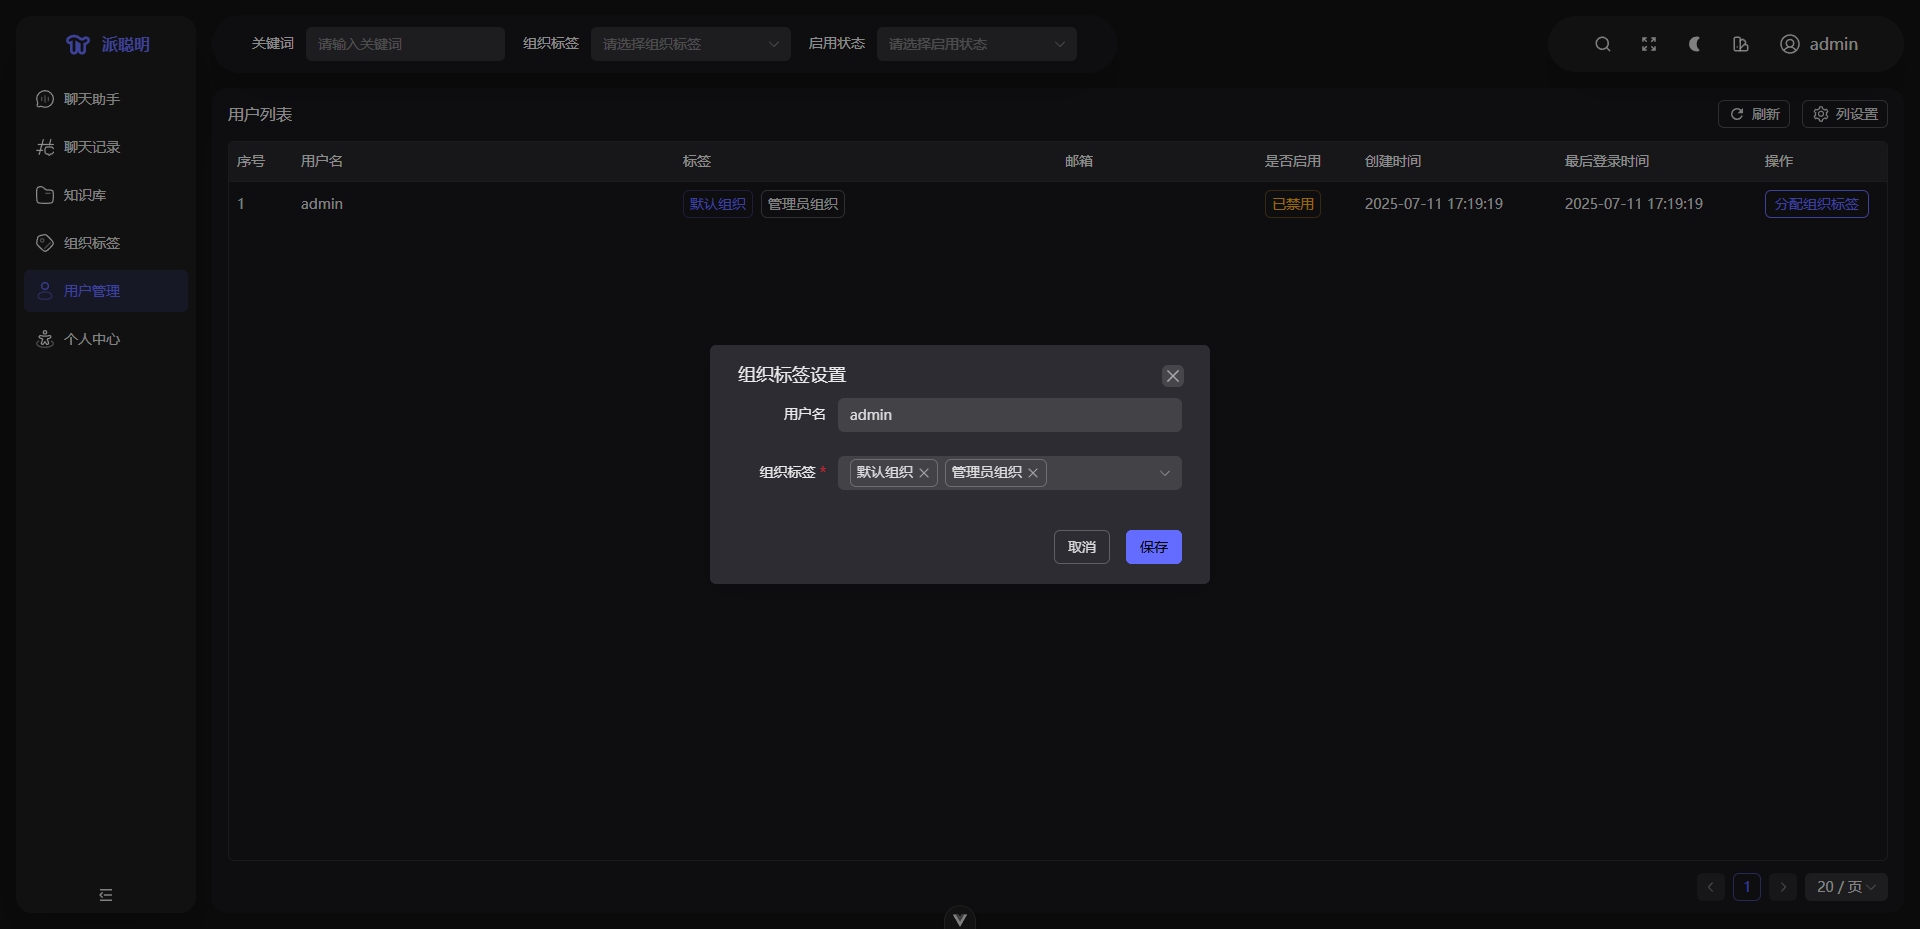 派聪明
聊天助手
聊天记录
知识库
组织标签
用户管理
个人中心
关键词 请输入关键词 组织标签 请选择组织标签 启用状态 请选择启用状态
admin
用户列表
刷新 列设置
序号 用户名 标签 邮箱 是否启用 创建时间 最后登录时间 操作
1 admin 默认组织 管理员组织 已禁用 2025-07-11 17:19:19 2025-07-11 17:19:19 分配组织标签
组织标签设置
用户名 admin
组织标签 * 默认组织 管理员组织
取消 保存
1 20 / 页